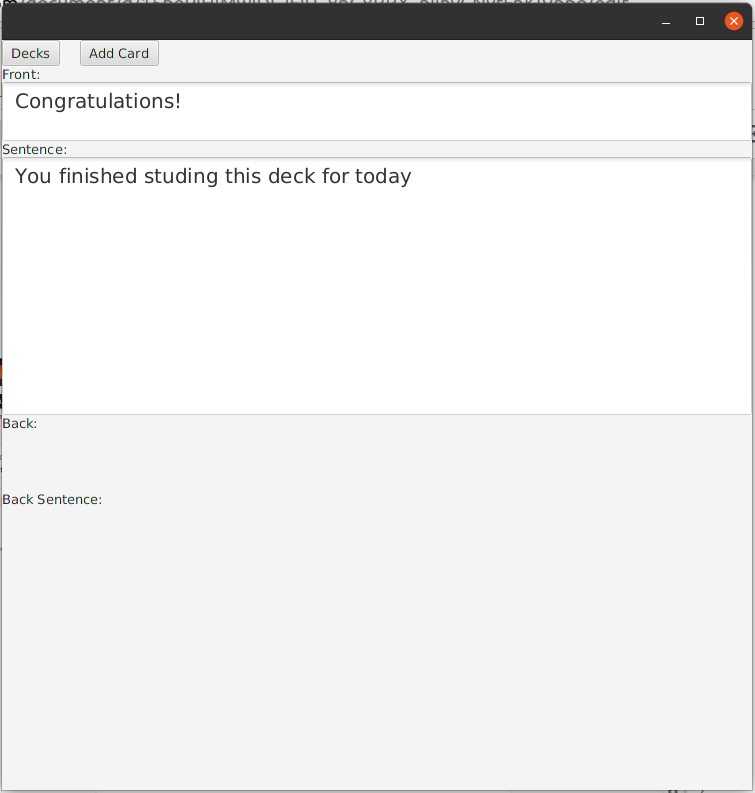 Decks Add Card
Front:
Congratulations!
Sentence:
You finished studing this deck for today
Back:
Back Sentence: